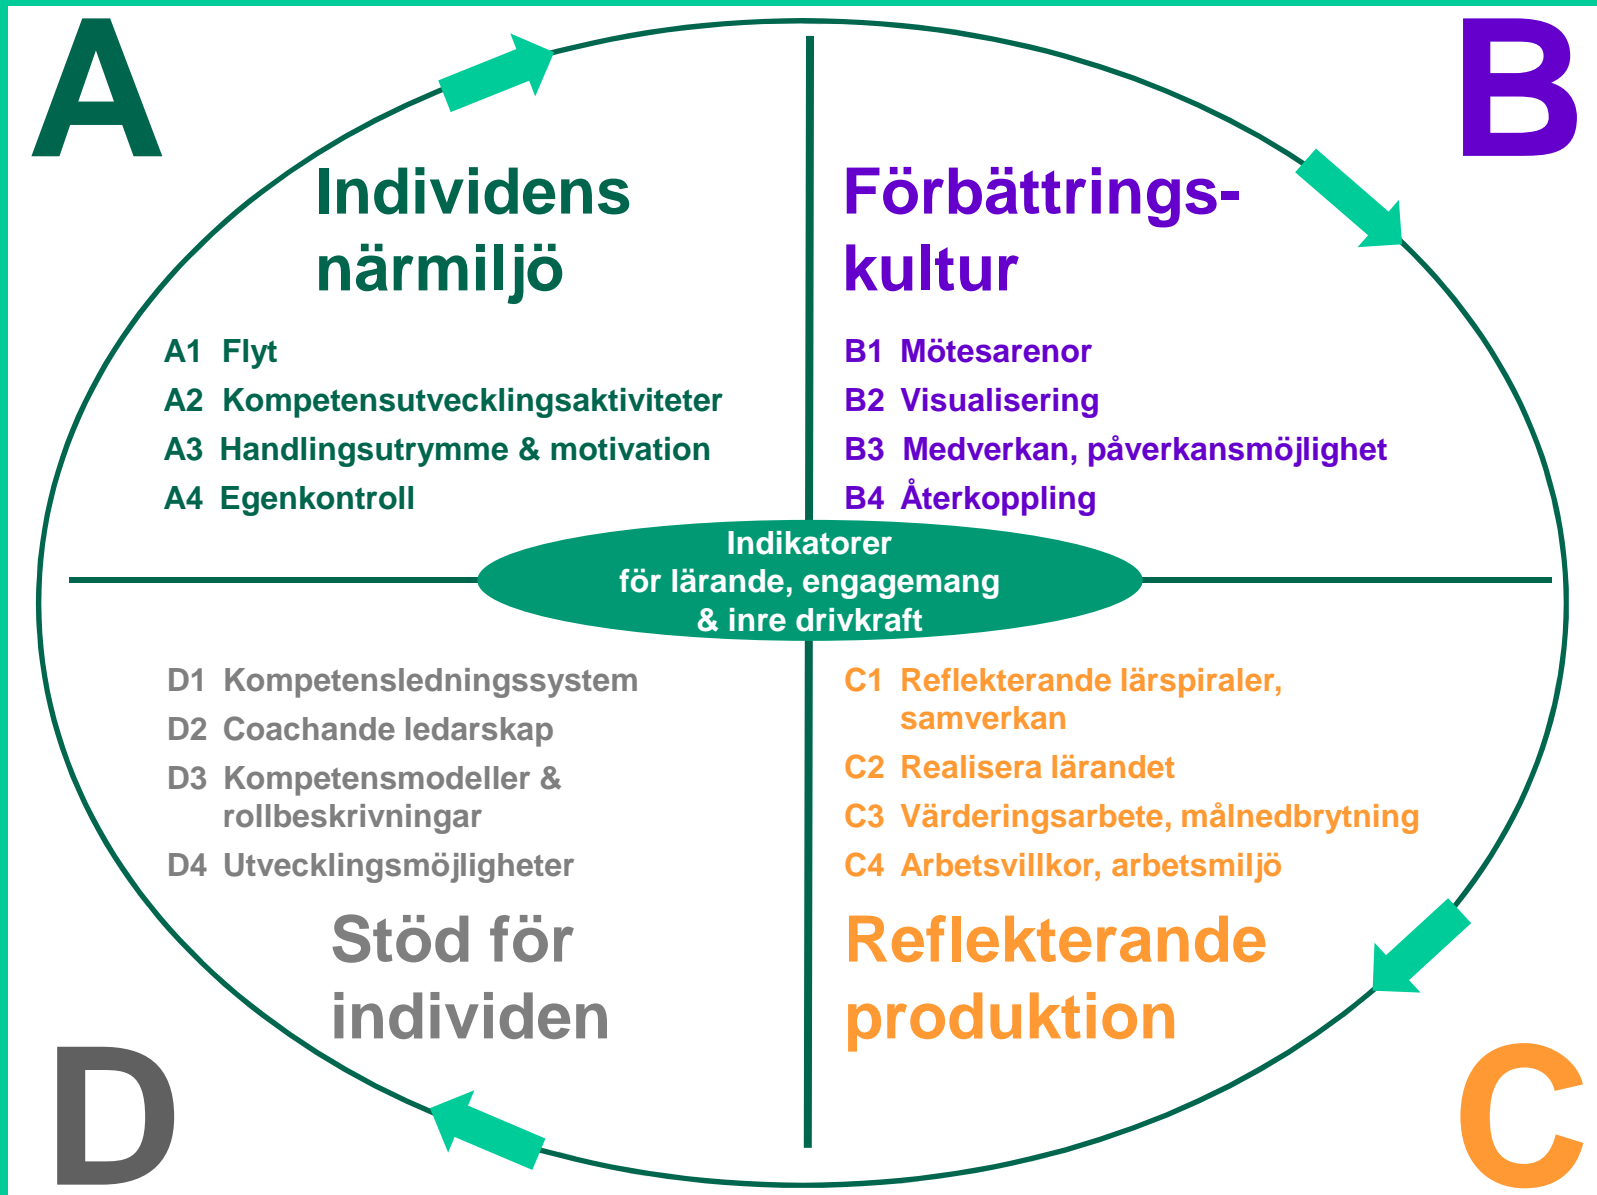 A
Individens
närmiljö
A1 Flyt
A2 Kompetensutvecklingsaktiviteter
A3 Handlingsutrymme & motivation
A4 Egenkontroll
B
Förbättrings-
kultur
B1 Mötesarenor
B2 Visualisering
B3 Medverkan, påverkansmöjlighet
B4 Återkoppling
Indikatorer
för lärande, engagemang
& inre drivkraft
D1 Kompetensledningssystem
D2 Coachande ledarskap
D3 Kompetensmodeller &
rollbeskrivningar
D4 Utvecklingsmöjligheter
Stöd för
individen
D
C1 Reflekterande lärspiraler,
samverkan
C2 Realisera lärandet
C3 Värderingsarbete, målnedbrytning
C4 Arbetsvillkor, arbetsmiljö
Reflekterande
produktion
C